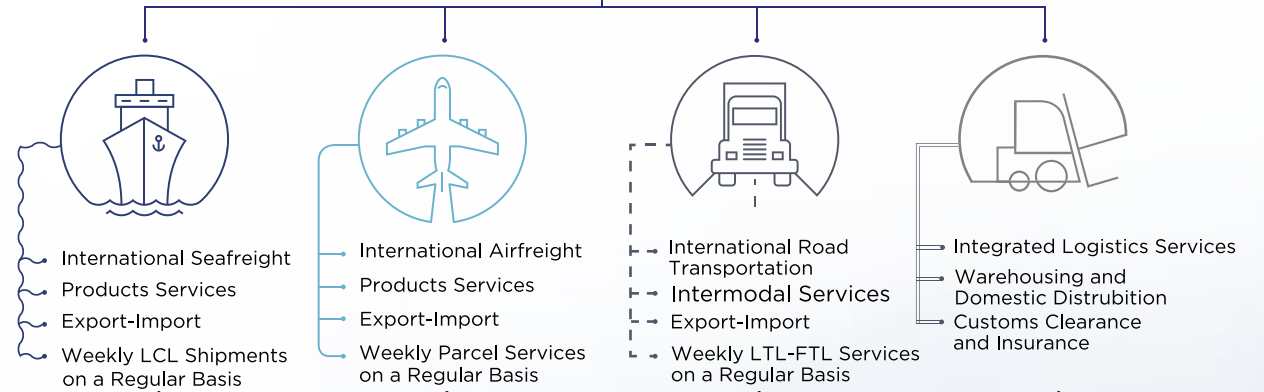 International Seafreight
Products Services
Export-Import
Weekly LCL Shipments
on a Regular Basis
International Airfreight
Products Services
Export-Import
Weekly Parcel Services
on a Regular Basis
International Road
Transportation
Intermodal Services
Export-Import
Weekly LTL-FTL Services
on a Regular Basis
Integrated Logistics Services
Warehousing and
Domestic Distrubition
Customs Clearance
and Insurance